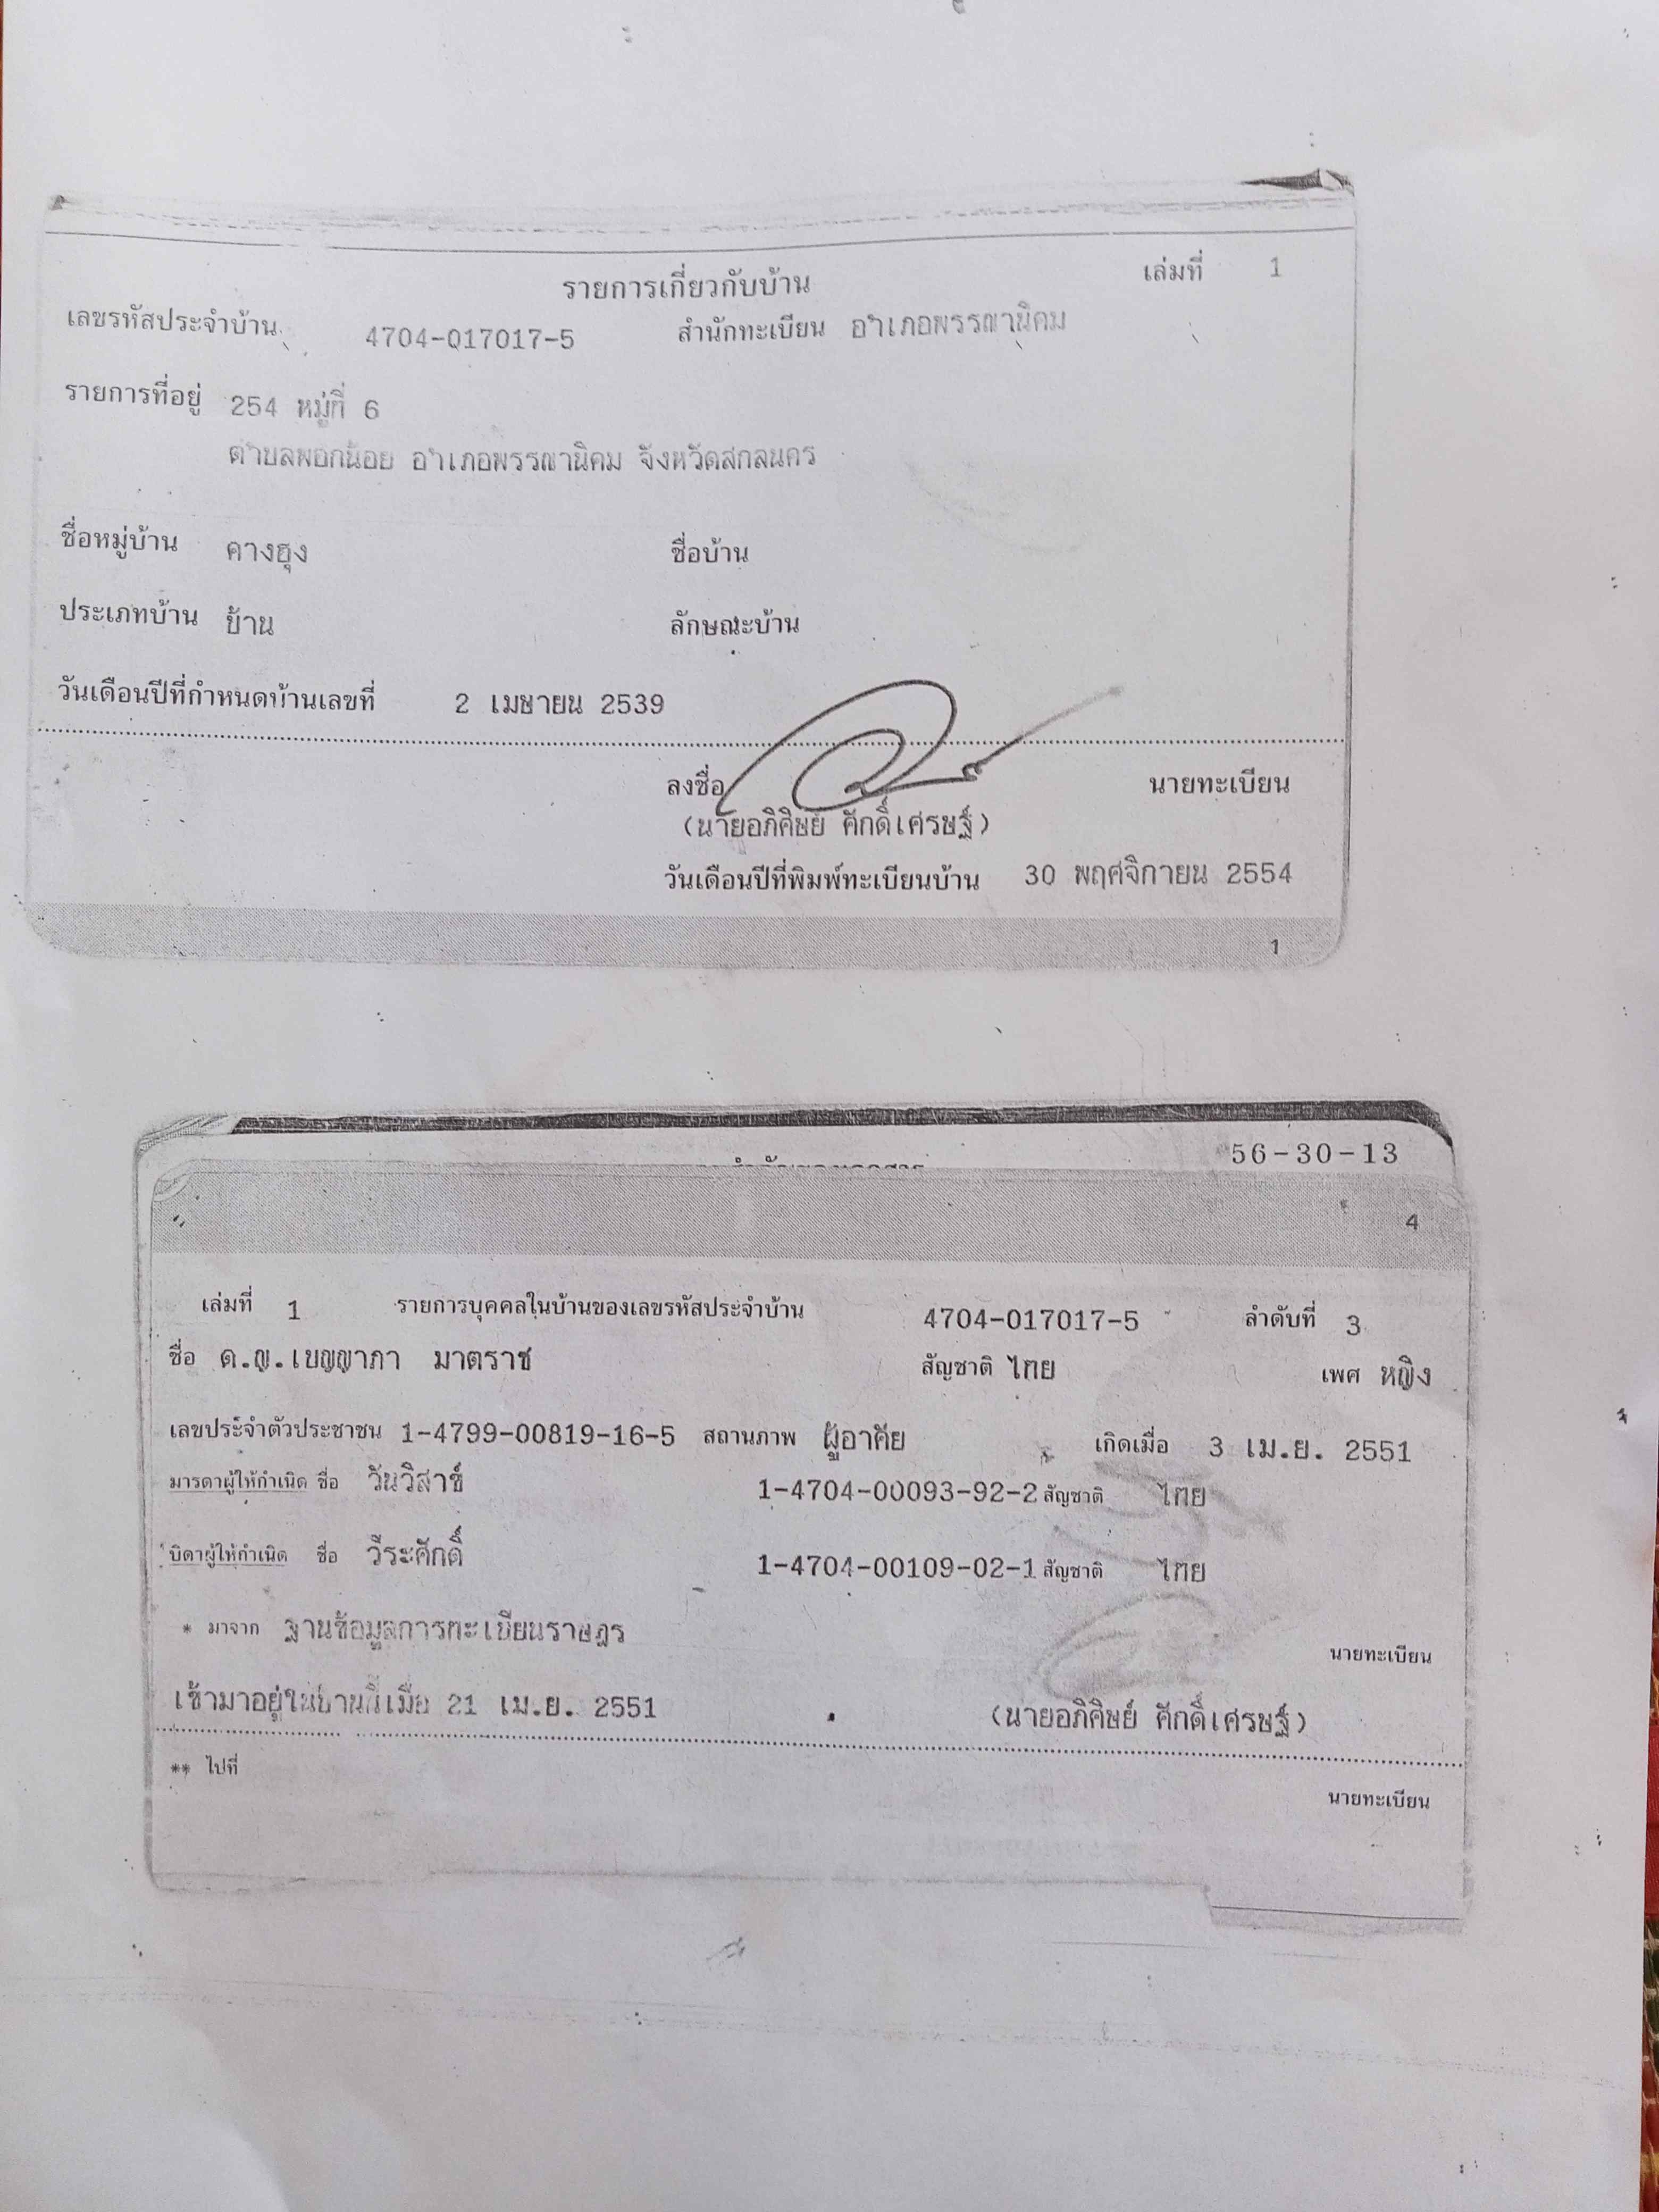 เล่มที่ 1
รายการเกี่ยวกับบ้าน
เลขรหัสประจำบ้าน 4704-017017-5 สำนักทะเบียน อำเภอพรรณานิคม
รายการที่อยู่ 254 หมู่ที่ 6
ตำบลพอกน้อย อำเภอพรรณานิคม จังหวัดสกลนคร
ชื่อหมู่บ้าน คางฮุง ชื่อบ้าน
ประเภทบ้าน บ้าน ลักษณะบ้าน
วันเดือนปีที่กำหนดบ้านเลขที่ 2 เมษายน 2539
ลงชื่อ นายทะเบียน
(นายอภิศิษย์ ศักดิ์เศรษฐ์)
วันเดือนปีที่พิมพ์ทะเบียนบ้าน 30 พฤศจิกายน 2554
1
56-30-13
4
เล่มที่ 1 รายการบุคคลในบ้านของเลขรหัสประจำบ้าน 4704-017017-5 ลำดับที่ 3
ชื่อ ด.ญ.เบญญาภา มาตราช สัญชาติ ไทย เพศ หญิง
เลขประจำตัวประชาชน 1-4799-00819-16-5 สถานภาพ ผู้อาศัย เกิดเมื่อ 3 เม.ย. 2551
มารดาผู้ให้กำเนิด ชื่อ วันวิสาข์ 1-4704-00093-92-2 สัญชาติ ไทย
บิดาผู้ให้กำเนิด ชื่อ วีระศักดิ์ 1-4704-00109-02-1 สัญชาติ ไทย
* มาจาก ฐานข้อมูลการทะเบียนราษฎร
นายทะเบียน
เข้ามาอยู่ในบ้านนี้เมื่อ 21 เม.ย. 2551 (นายอภิศิษย์ ศักดิ์เศรษฐ์)
** ไปที่
นายทะเบียน